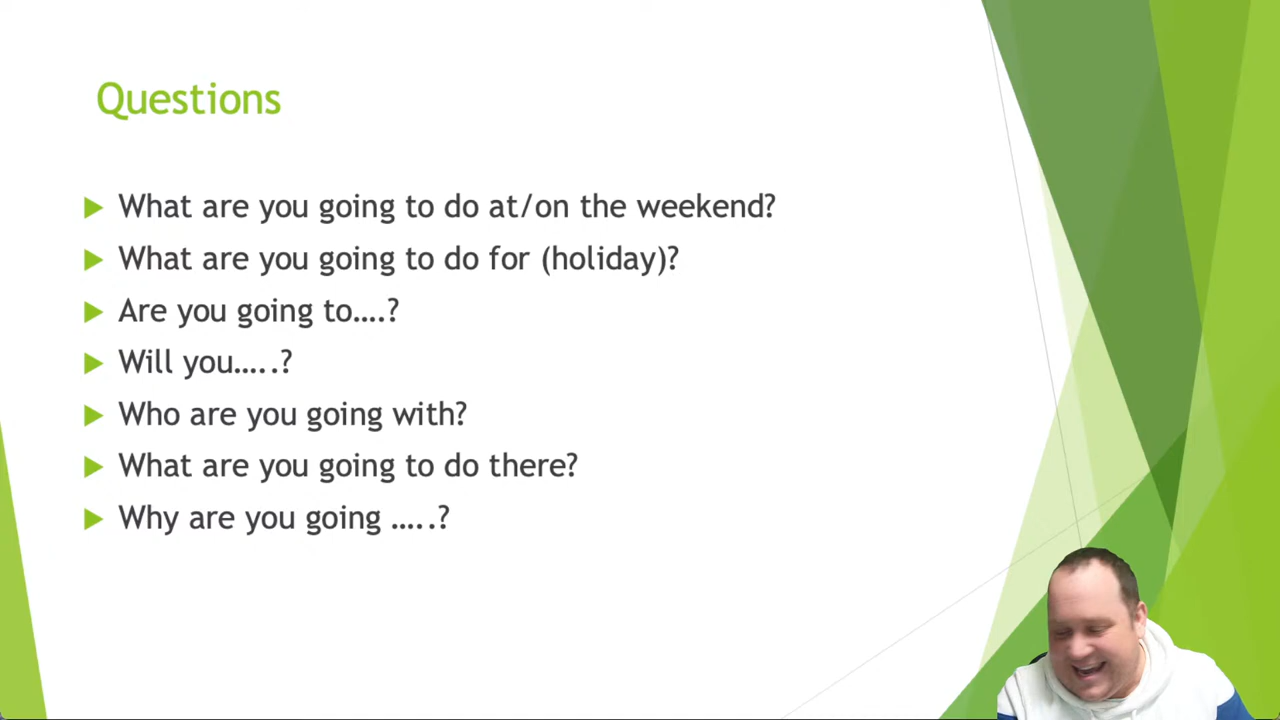 Questions
What are you going to do at/on the weekend?
What are you going to do for (holiday)?
Are you going to….?
Will you…..?
Who are you going with?
What are you going to do there?
Why are you going …..?